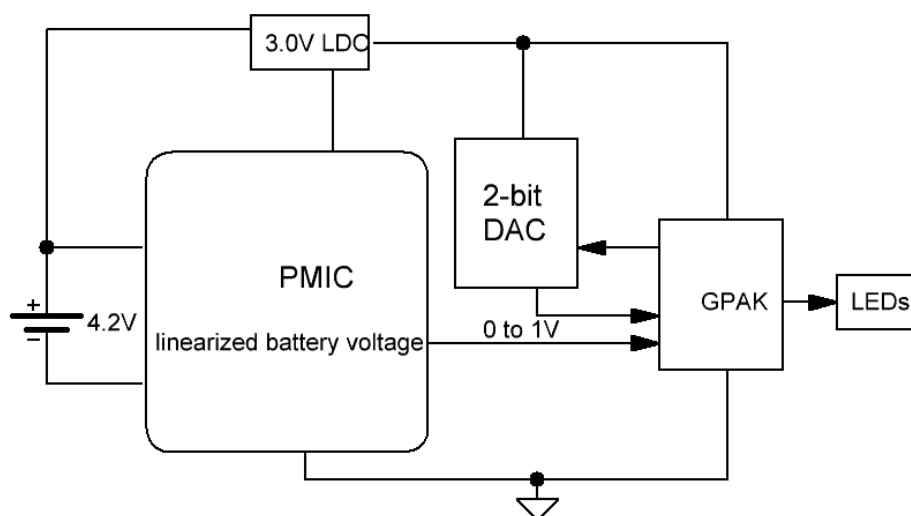 3.0V LDO
2-bit
DAC
PMIC
GPAK
LEDs
+
4.2V
−
linearized battery voltage
0 to 1V